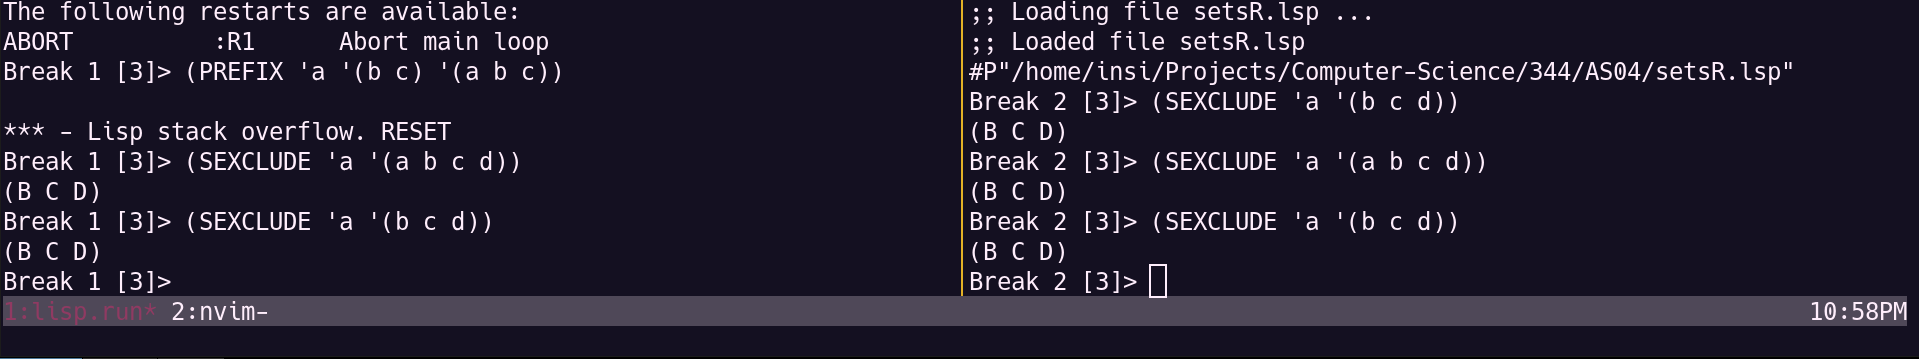 The following restarts are available:
ABORT          :R1      Abort main loop
Break 1 [3]> (PREFIX 'a '(b c) '(a b c))
*** - Lisp stack overflow. RESET
Break 1 [3]> (SEXCLUDE 'a '(a b c d))
(B C D)
Break 1 [3]> (SEXCLUDE 'a '(b c d))
(B C D)
Break 1 [3]>
;; Loading file setsR.lsp ...
;; Loaded file setsR.lsp
#P"/home/insi/Projects/Computer-Science/344/AS04/setsR.lsp"
Break 2 [3]> (SEXCLUDE 'a '(b c d))
(B C D)
Break 2 [3]> (SEXCLUDE 'a '(a b c d))
(B C D)
Break 2 [3]> (SEXCLUDE 'a '(b c d))
(B C D)
Break 2 [3]>
1:lisp.run* 2:nvim- 10:58PM